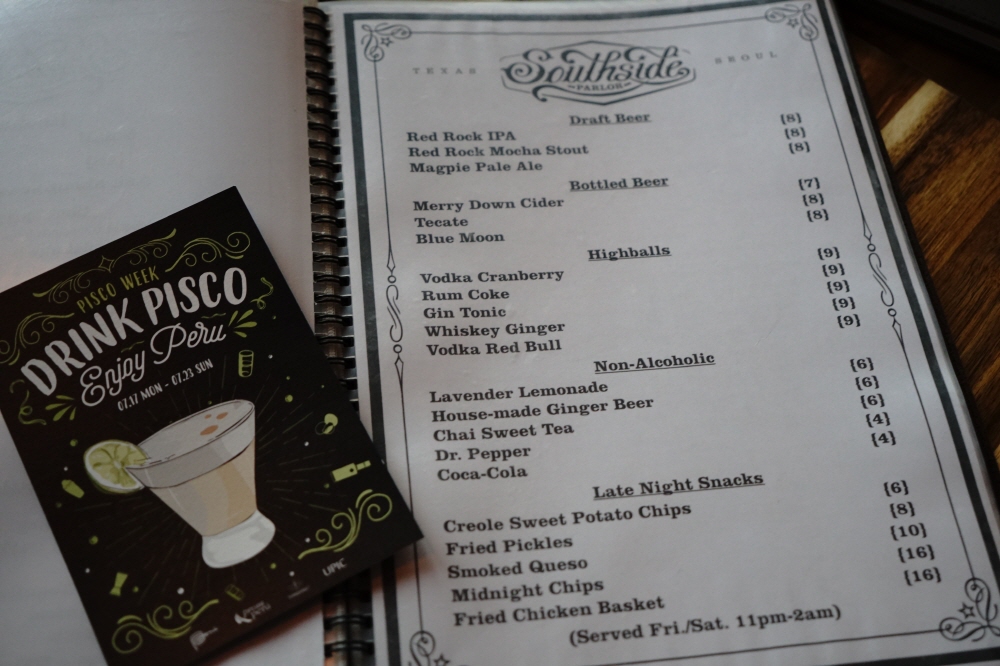 PISCO WEEK
DRINK PISCO
Enjoy Peru
07.17 MON - 07.23 SUN
TEXAS Southside SEOUL
PARLOR
Draft Beer
Red Rock IPA {8}
Red Rock Mocha Stout {8}
Magpie Pale Ale {8}
Bottled Beer
Merry Down Cider {7}
Tecate {8}
Blue Moon {8}
Highballs
Vodka Cranberry {9}
Rum Coke {9}
Gin Tonic {9}
Whiskey Ginger {9}
Vodka Red Bull {9}
Non-Alcoholic
Lavender Lemonade {6}
House-made Ginger Beer {6}
Chai Sweet Tea {6}
Dr. Pepper {4}
Coca-Cola {4}
Late Night Snacks
Creole Sweet Potato Chips {6}
Fried Pickles {8}
Smoked Queso {10}
Midnight Chips {16}
Fried Chicken Basket {16}
(Served Fri./Sat. 11pm-2am)